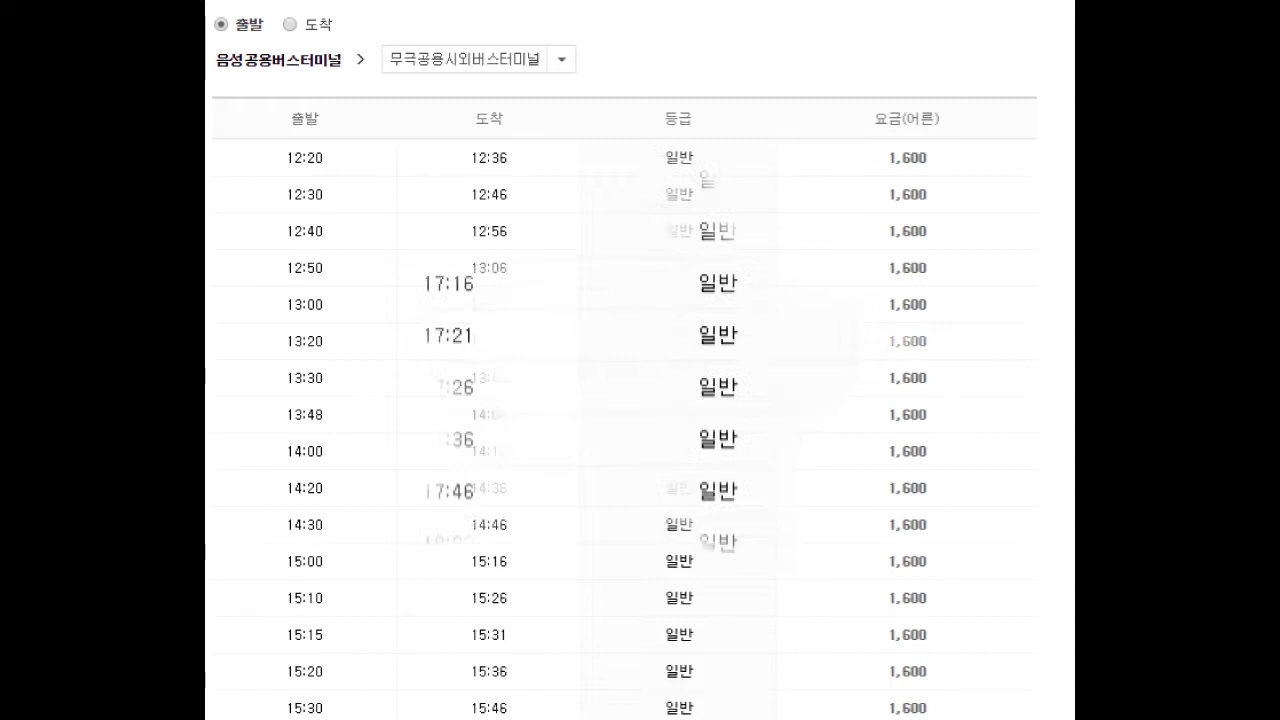 출발 도착
음성공용버스터미널 > 무극공용시외버스터미널
출발 도착 등급 요금(어른)
12:20 12:36 일반 1,600
12:30 12:46 일반 1,600
12:40 12:56 일반 일반 1,600
12:50 13:06 1,600
17:16 일반
13:00 1,600
17:21 일반
13:20 1,600
13:30 1,600
:26 일반
13:48 1,600
:36 일반
14:00 1,600
14:20 17:46 14:36 일반 일반 1,600
14:30 14:46 일반 1,600
일반
15:00 15:16 일반 1,600
15:10 15:26 일반 1,600
15:15 15:31 일반 1,600
15:20 15:36 일반 1,600
15:30 15:46 일반 1,600